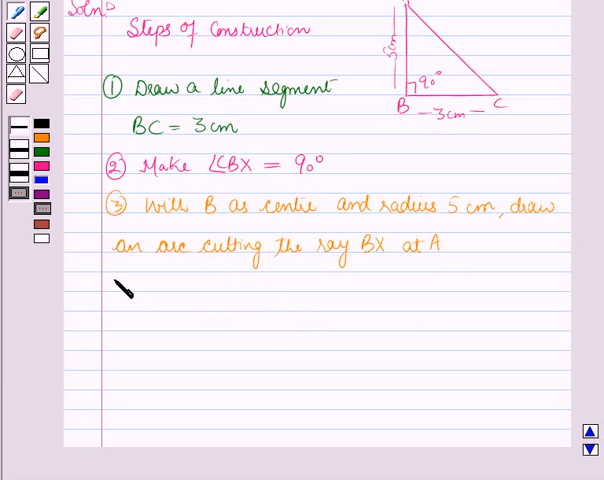 Soln:
Steps of Construction
5cm
90°
B
3cm
C
① Draw a line segment
BC = 3cm
② Make ∠CBX = 90°
③ With B as centre and radius 5 cm, draw
an arc cutting the ray BX at A